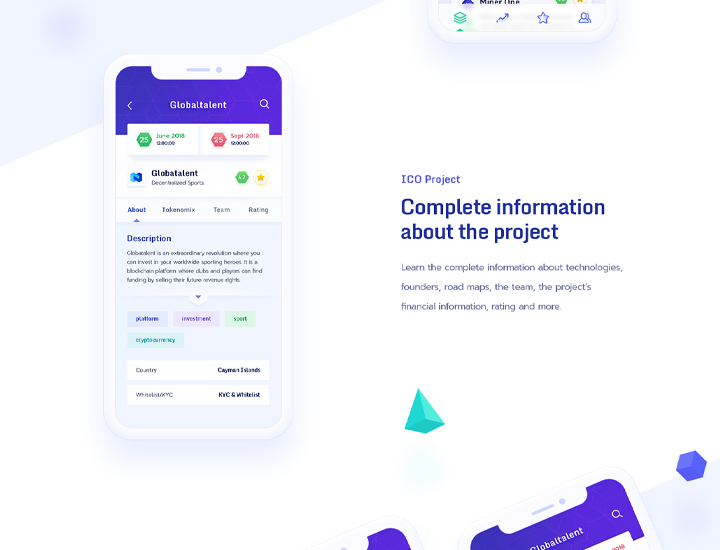 Miner One
Globaltalent
25
June 2018
12:00:00
25
Sept 2018
12:00:00
Globatalent
Decentralized Sports
4.7
About
Tokenomix
Team
Rating
Description
Globatalent is an extraordinary revolution where you
can invest in your worldwide sporting heroes. It is a
blockchain platform where clubs and players can find
funding by selling their future revenue rights.
platform
investment
sport
cryptocurrency
Country
Cayman Islands
Whitelist/KYC
KYC & Whitelist
ICO Project
Complete information
about the project
Learn the complete information about technologies,
founders, road maps, the team, the project's
financial information, rating and more.
Globaltalent
2018